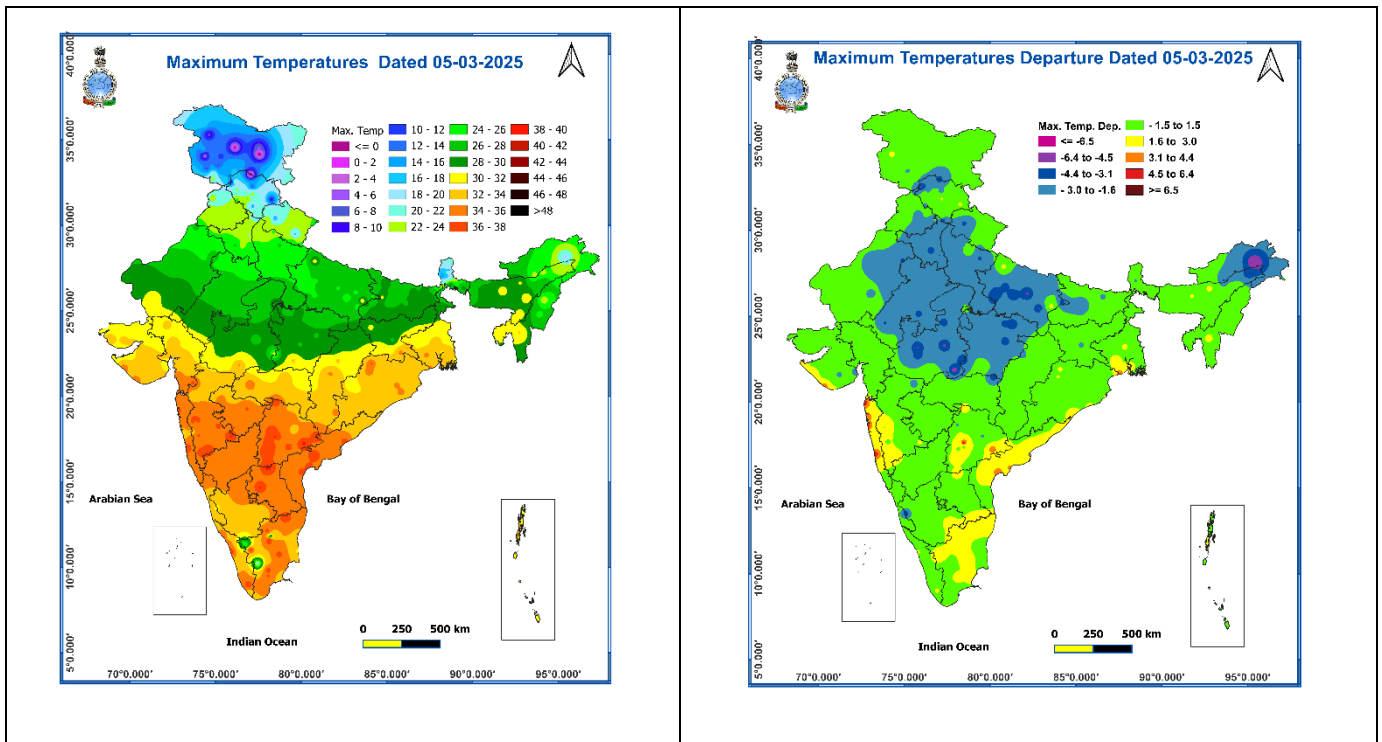 Maximum Temperatures Dated 05-03-2025
40°0.000'
35°0.000'
30°0.000'
25°0.000'
20°0.000'
15°0.000'
10°0.000'
5°0.000'
Max. Temp
<= 0
0 - 2
2 - 4
4 - 6
6 - 8
8 - 10
10 - 12
12 - 14
14 - 16
16 - 18
18 - 20
20 - 22
22 - 24
24 - 26
26 - 28
28 - 30
30 - 32
32 - 34
34 - 36
36 - 38
38 - 40
40 - 42
42 - 44
44 - 46
46 - 48
>48
Arabian Sea
Bay of Bengal
Indian Ocean
0 250 500 km
70°0.000' 75°0.000' 80°0.000' 85°0.000' 90°0.000' 95°0.000'
Maximum Temperatures Departure Dated 05-03-2025
40°0.000'
35°0.000'
30°0.000'
25°0.000'
20°0.000'
15°0.000'
10°0.000'
5°0.000'
Max. Temp. Dep.
<= -6.5
-6.4 to -4.5
-4.4 to -3.1
- 3.0 to -1.6
- 1.5 to 1.5
1.6 to 3.0
3.1 to 4.4
4.5 to 6.4
>= 6.5
Arabian Sea
Bay of Bengal
Indian Ocean
0 250 500 km
70°0.000' 75°0.000' 80°0.000' 85°0.000' 90°0.000' 95°0.000'